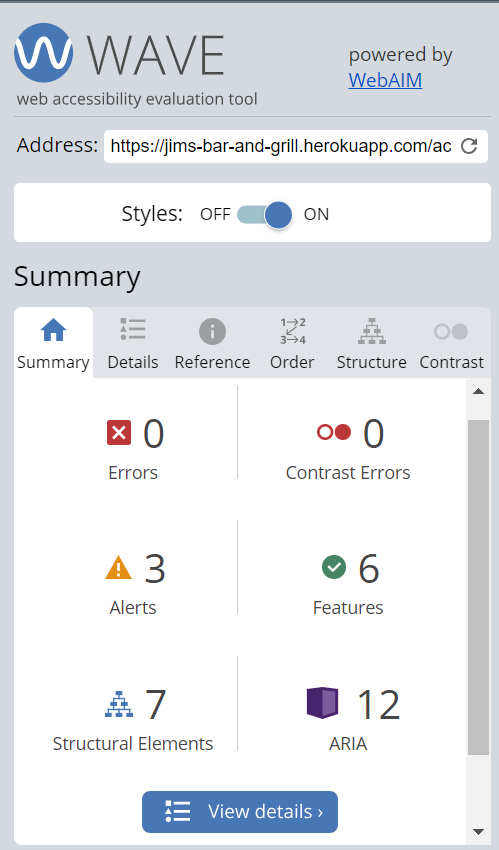 WAVE
web accessibility evaluation tool
powered by
WebAIM
Address: https://jims-bar-and-grill.herokuapp.com/ac
Styles: OFF ON
Summary
Summary Details Reference Order Structure Contrast
1 2
3 4
0 0
Errors Contrast Errors
3 6
Alerts Features
7 12
Structural Elements ARIA
View details ›